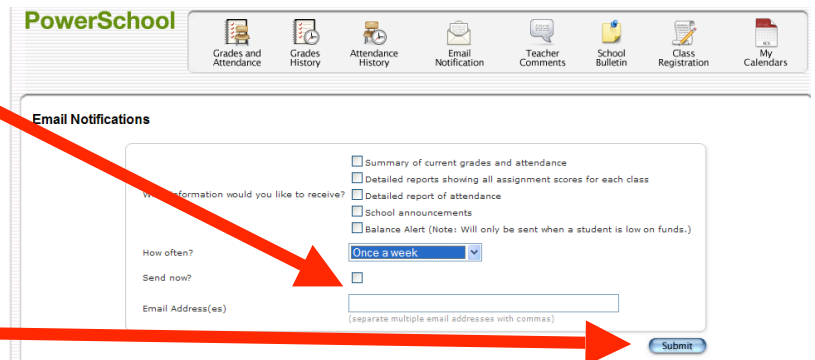 PowerSchool
Grades and Attendance
Grades History
Attendance History
Email Notification
Teacher Comments
School Bulletin
Class Registration
My Calendars
Email Notifications
Summary of current grades and attendance
Detailed reports showing all assignment scores for each class
information would you like to receive?
Detailed report of attendance
School announcements
Balance Alert (Note: Will only be sent when a student is low on funds.)
How often?
Once a week
Send now?
Email Address(es)
(separate multiple email addresses with commas)
Submit